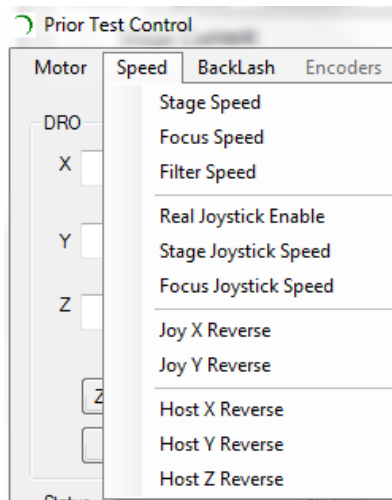 Prior Test Control
Motor Speed BackLash Encoders
Stage Speed
DRO
Focus Speed
X
Filter Speed
Real Joystick Enable
Y
Stage Joystick Speed
Focus Joystick Speed
Z
Joy X Reverse
Joy Y Reverse
Z
Host X Reverse
Host Y Reverse
Host Z Reverse